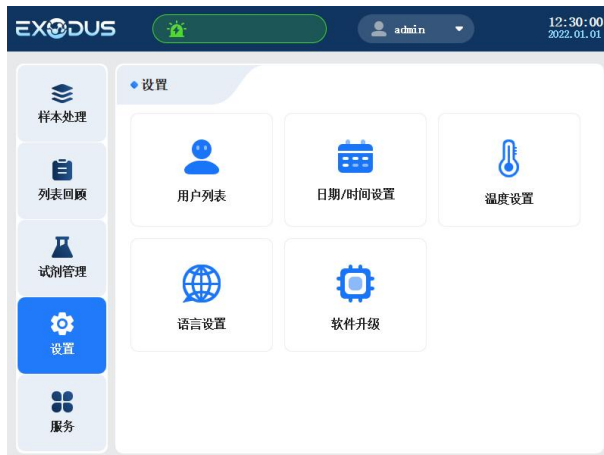 EXODUS
admin
12:30:00
2022.01.01
样本处理
列表回顾
试剂管理
设置
服务
设置
用户列表
日期/时间设置
温度设置
语言设置
软件升级